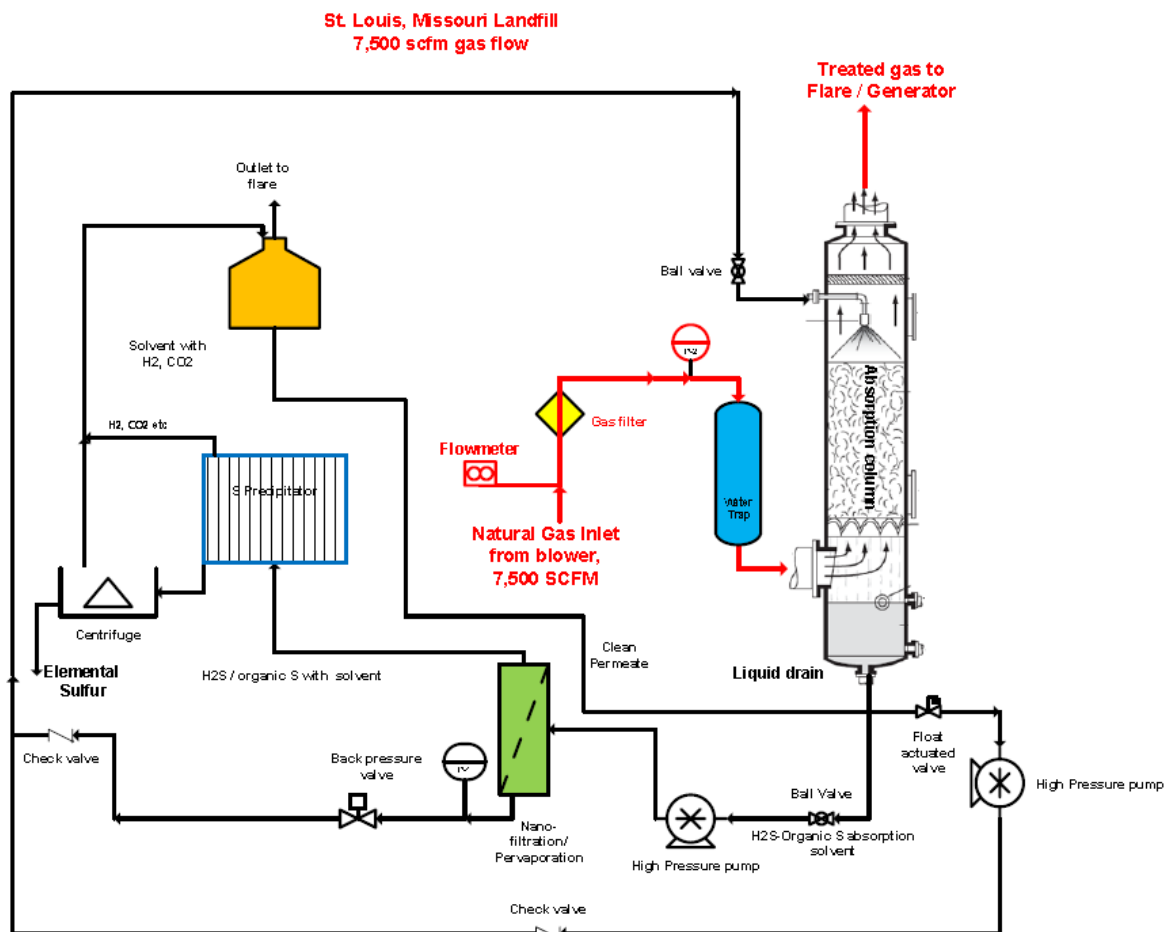 St. Louis, Missouri Landfill
7,500 scfm gas flow
Treated gas to
Flare / Generator
Outlet to
flare
Ball valve
Solvent with
H2, CO2
Absorption column
Gas filter
H2, CO2 etc
Flowmeter
S Precipitator
Water
Trap
Natural Gas Inlet
from blower,
7,500 SCFM
Centrifuge
Clean
Permeate
Elemental
Sulfur
H2S / organic S with solvent
Liquid drain
Check valve
Back pressure
valve
Float
actuated
valve
High Pressure pump
Ball Valve
Nano-
filtration/
Pervaporation
H2S-Organic S absorption
solvent
High Pressure pump
Check valve